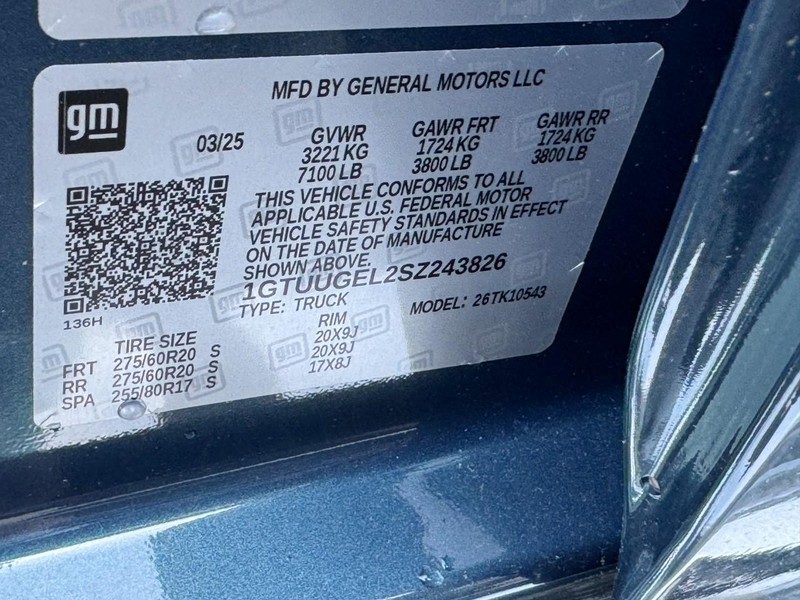 MFD BY GENERAL MOTORS LLC
gm
03/25 GVWR GAWR FRT GAWR RR
3221 KG 1724 KG 1724 KG
7100 LB 3800 LB 3800 LB
THIS VEHICLE CONFORMS TO ALL
APPLICABLE U.S. FEDERAL MOTOR
VEHICLE SAFETY STANDARDS IN EFFECT
ON THE DATE OF MANUFACTURE
SHOWN ABOVE.
1GTUUGEL2SZ243826
TYPE: TRUCK MODEL: 26TK10543
136H
TIRE SIZE RIM
FRT 275/60R20 S 20X9J
RR 275/60R20 S 20X9J
SPA 255/80R17 S 17X8J